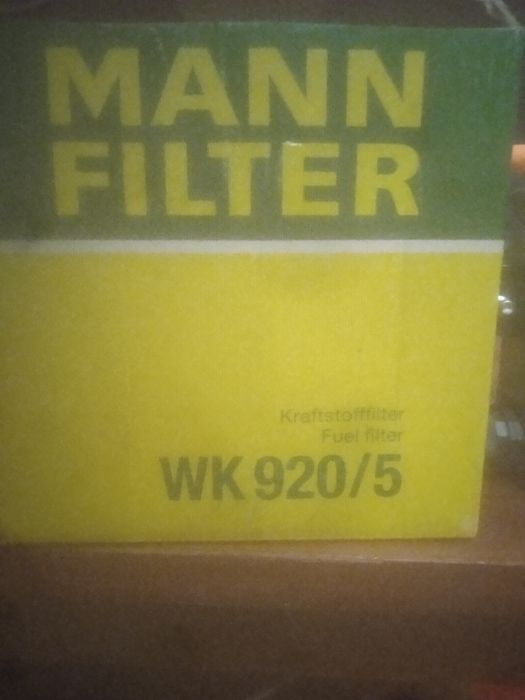 MANN
FILTER
Kraftstofffilter
Fuel filter
WK 920/5